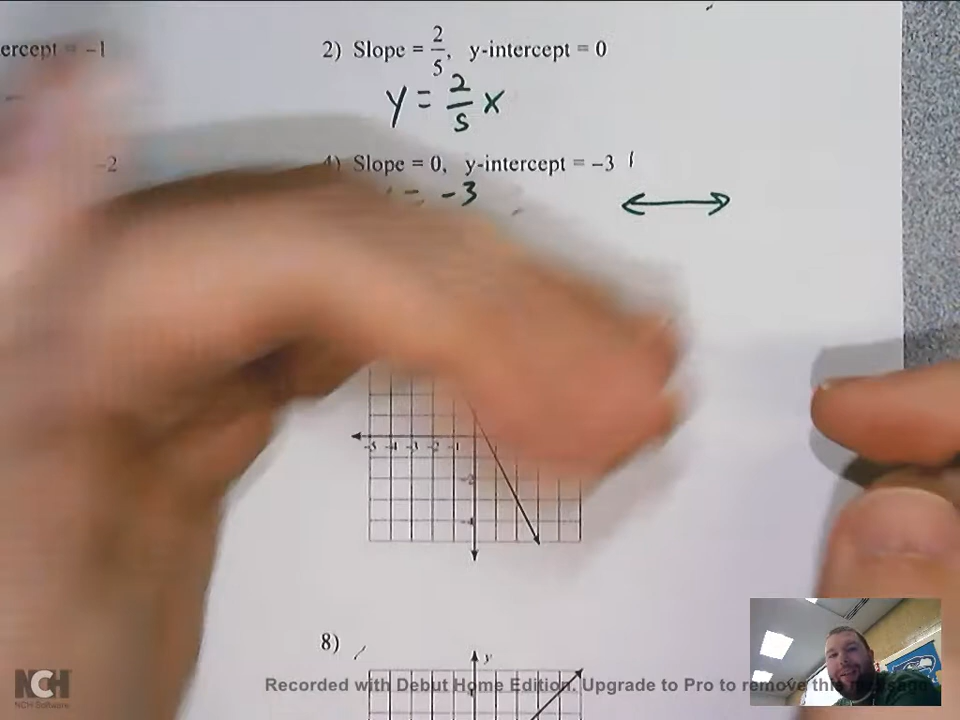 ercept = -1
2) Slope = 2/5, y-intercept = 0
y = 2/5 x
-2
4) Slope = 0, y-intercept = -3
= -3
-5 -4 -3 -2 -1
-2
-4
8)
y
NCH
NCH Software
Recorded with Debut Home Edition. Upgrade to Pro to remove this message